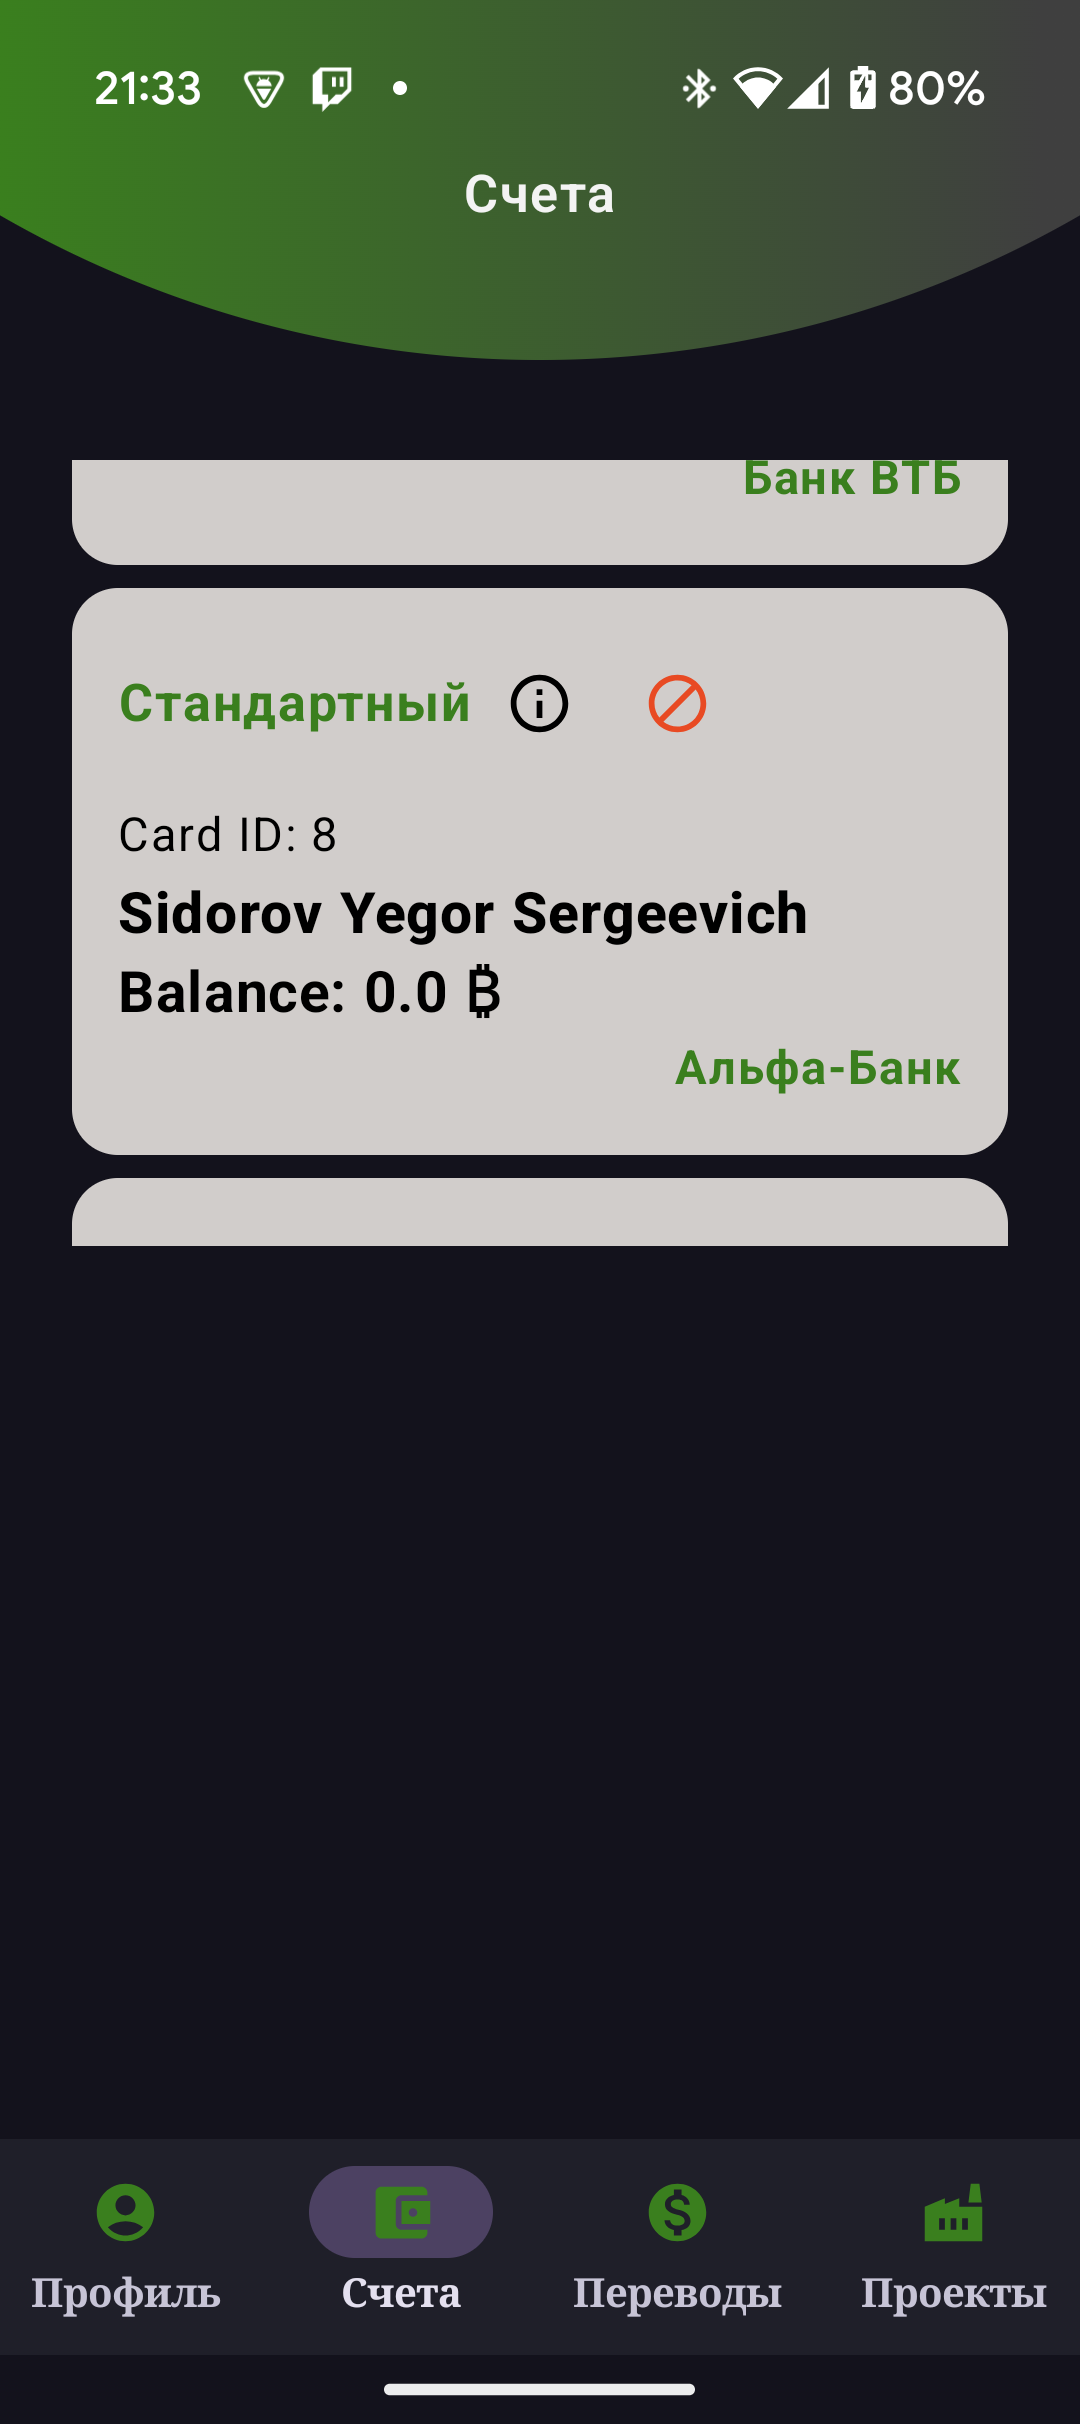 21:33
80%
Счета
Банк ВТБ
Стандартный
Card ID: 8
Sidorov Yegor Sergeevich
Balance: 0.0 ₿
Альфа-Банк
Профиль
Счета
Переводы
Проекты